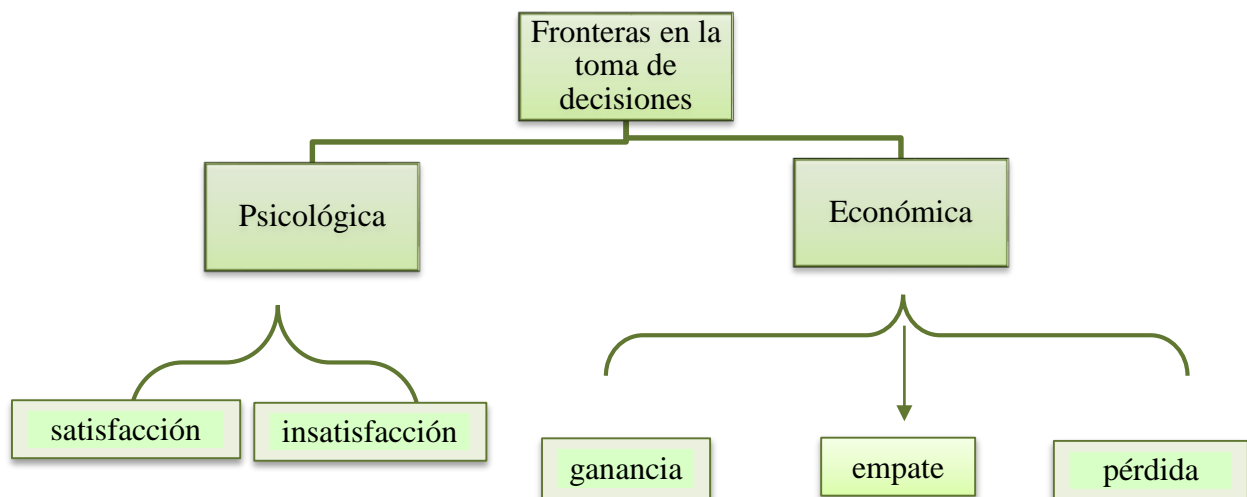 Fronteras en la
toma de
decisiones
Psicológica
Económica
satisfacción
insatisfacción
ganancia
empate
pérdida